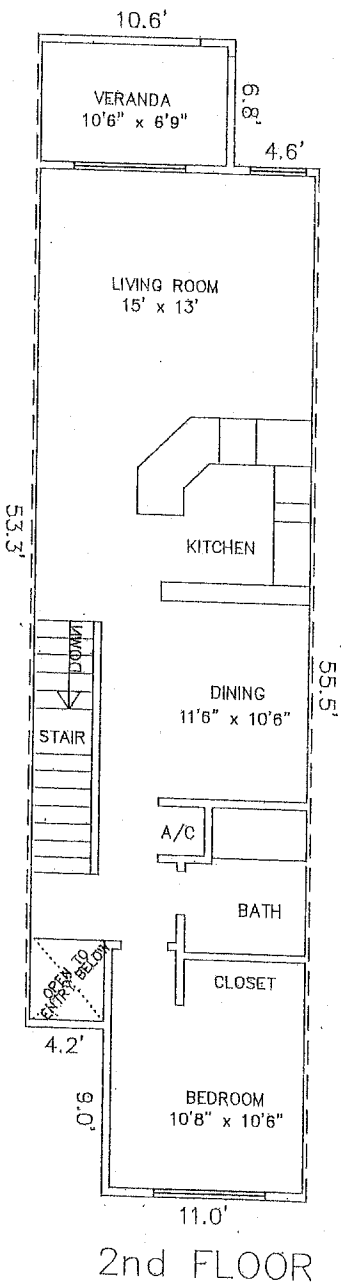 10.6'
VERANDA
10'6" x 6'9"
6.8'
4.6'
LIVING ROOM
15' x 13'
53.3'
KITCHEN
DOWN
STAIR
DINING
11'6" x 10'6"
55.5'
A/C
BATH
OPEN TO
ENTRY BELOW
CLOSET
4.2'
9.0'
BEDROOM
10'8" x 10'6"
11.0'
2nd FLOOR